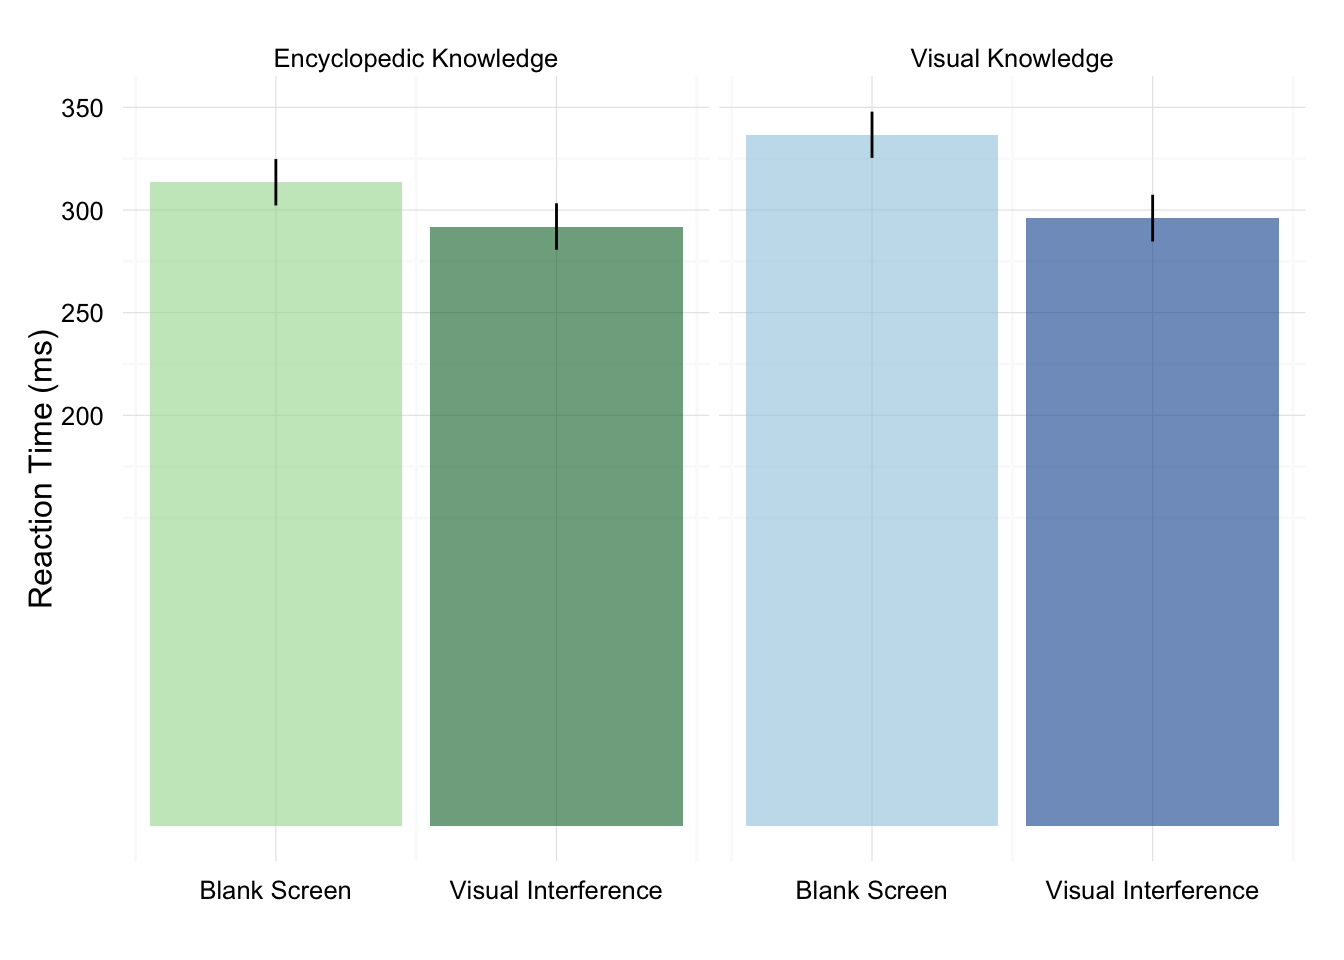 Encyclopedic Knowledge
Visual Knowledge
350
300
250
200
Reaction Time (ms)
Blank Screen
Visual Interference
Blank Screen
Visual Interference